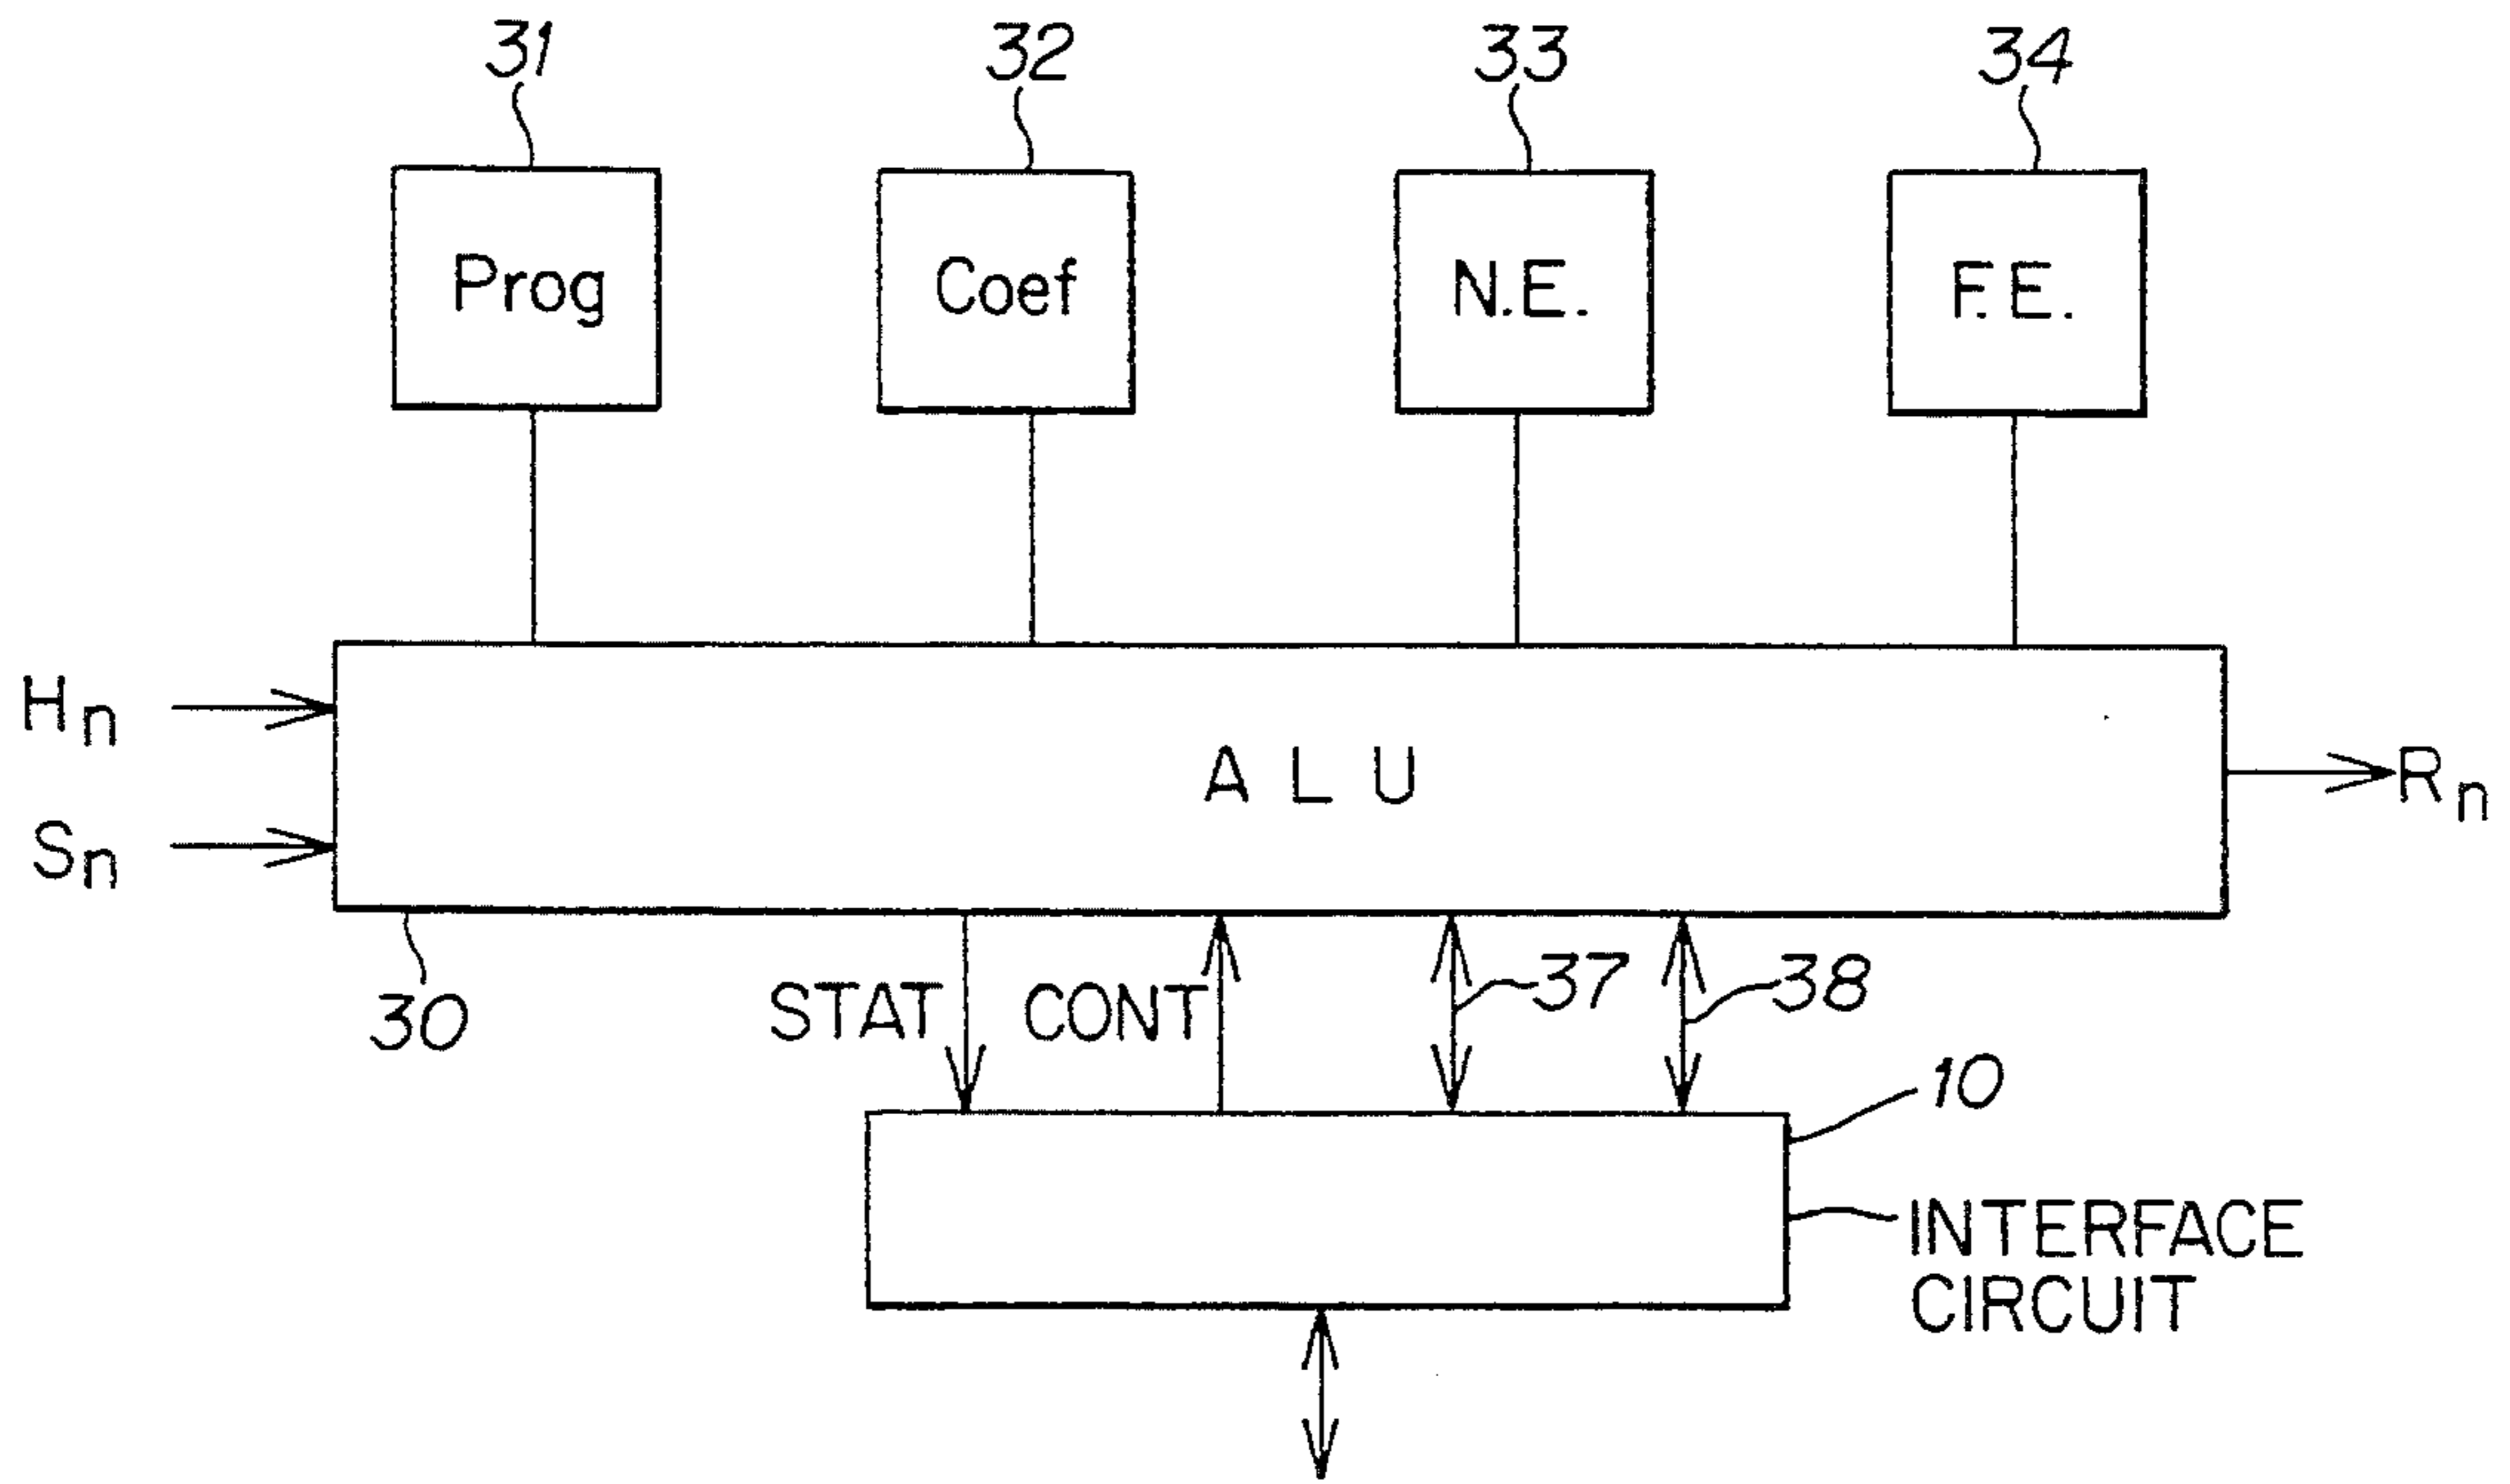 31
32
33
34
Prog
Coef
N.E.
F.E.
Hn
ALU
Rn
Sn
30
STAT
CONT
37
38
10
INTERFACE
CIRCUIT